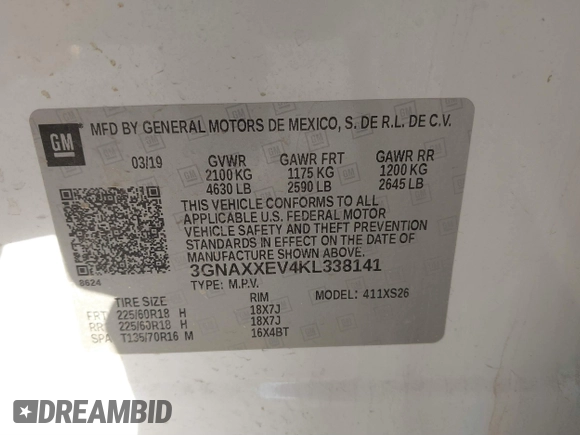 GM
MFD BY GENERAL MOTORS DE MEXICO, S. DE R.L. DE C.V.
03/19 GVWR GAWR FRT GAWR RR
2100 KG 1175 KG 1200 KG
4630 LB 2590 LB 2645 LB
THIS VEHICLE CONFORMS TO ALL
APPLICABLE U.S. FEDERAL MOTOR
VEHICLE SAFETY AND THEFT PREVENTION
STANDARDS IN EFFECT ON THE DATE OF
MANUFACTURE SHOWN ABOVE.
8624 3GNAXXEV4KL338141
TYPE: M.P.V. MODEL: 411XS26
TIRE SIZE RIM
FRT 225/60R18 H 18X7J
RR 225/60R18 H 18X7J
SPA T135/70R16 M 16X4BT
DREAMBID